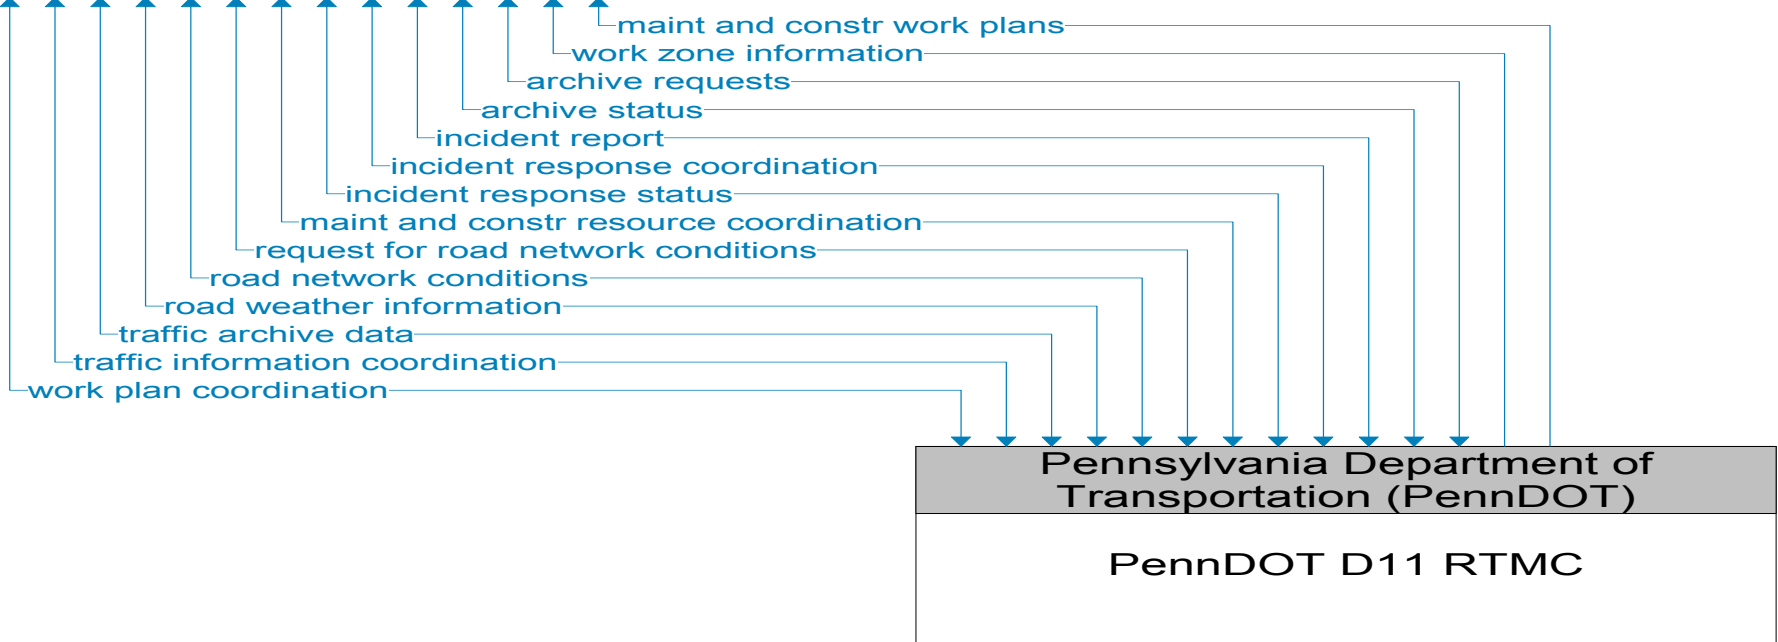 maint and constr work plans
work zone information
archive requests
archive status
incident report
incident response coordination
incident response status
maint and constr resource coordination
request for road network conditions
road network conditions
road weather information
traffic archive data
traffic information coordination
work plan coordination
Pennsylvania Department of
Transportation (PennDOT)
PennDOT D11 RTMC